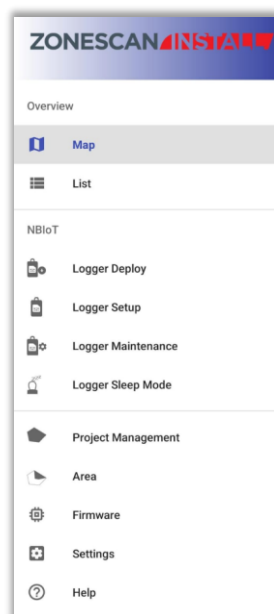 ZONESCAN INSTALL
Overview
Map
List
NBIoT
Logger Deploy
Logger Setup
Logger Maintenance
Logger Sleep Mode
Project Management
Area
Firmware
Settings
Help